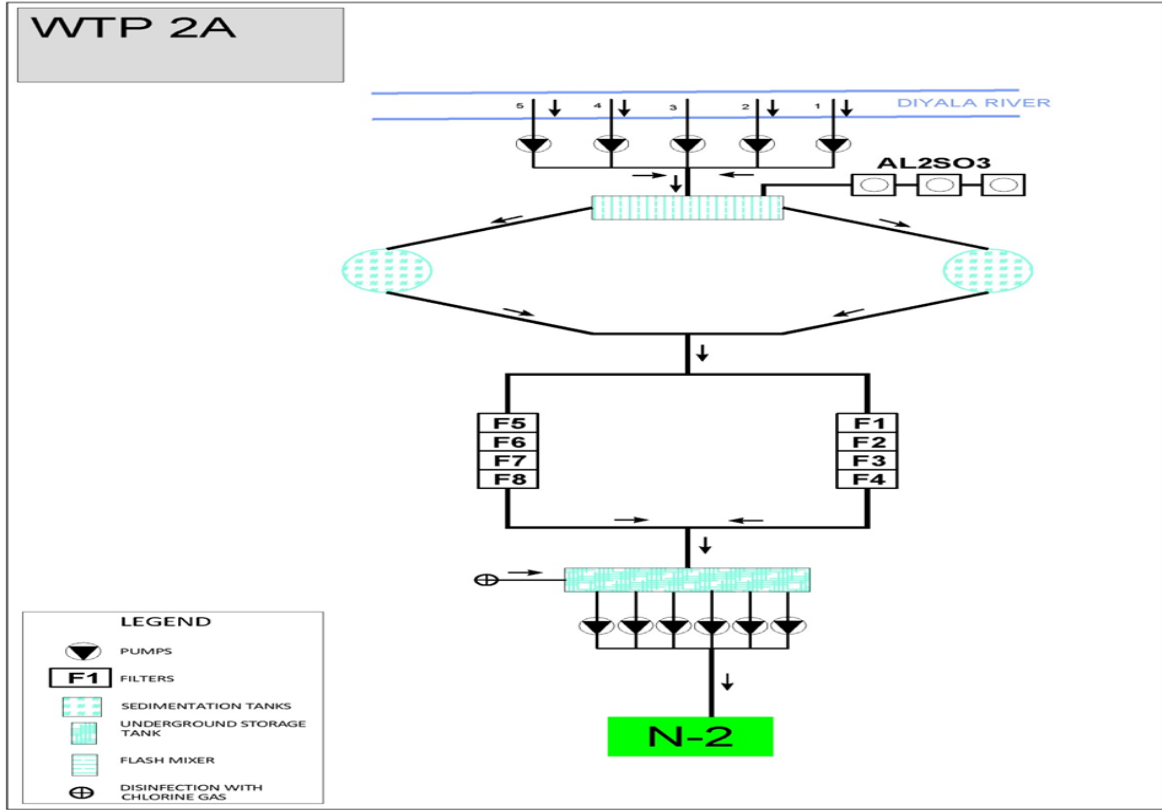 WTP 2A
DIYALA RIVER
5 4 3 2 1
AL2SO3
F5
F6
F7
F8
F1
F2
F3
F4
N-2
LEGEND
PUMPS
F1 FILTERS
SEDIMENTATION TANKS
UNDERGROUND STORAGE
TANK
FLASH MIXER
DISINFECTION WITH
CHLORINE GAS